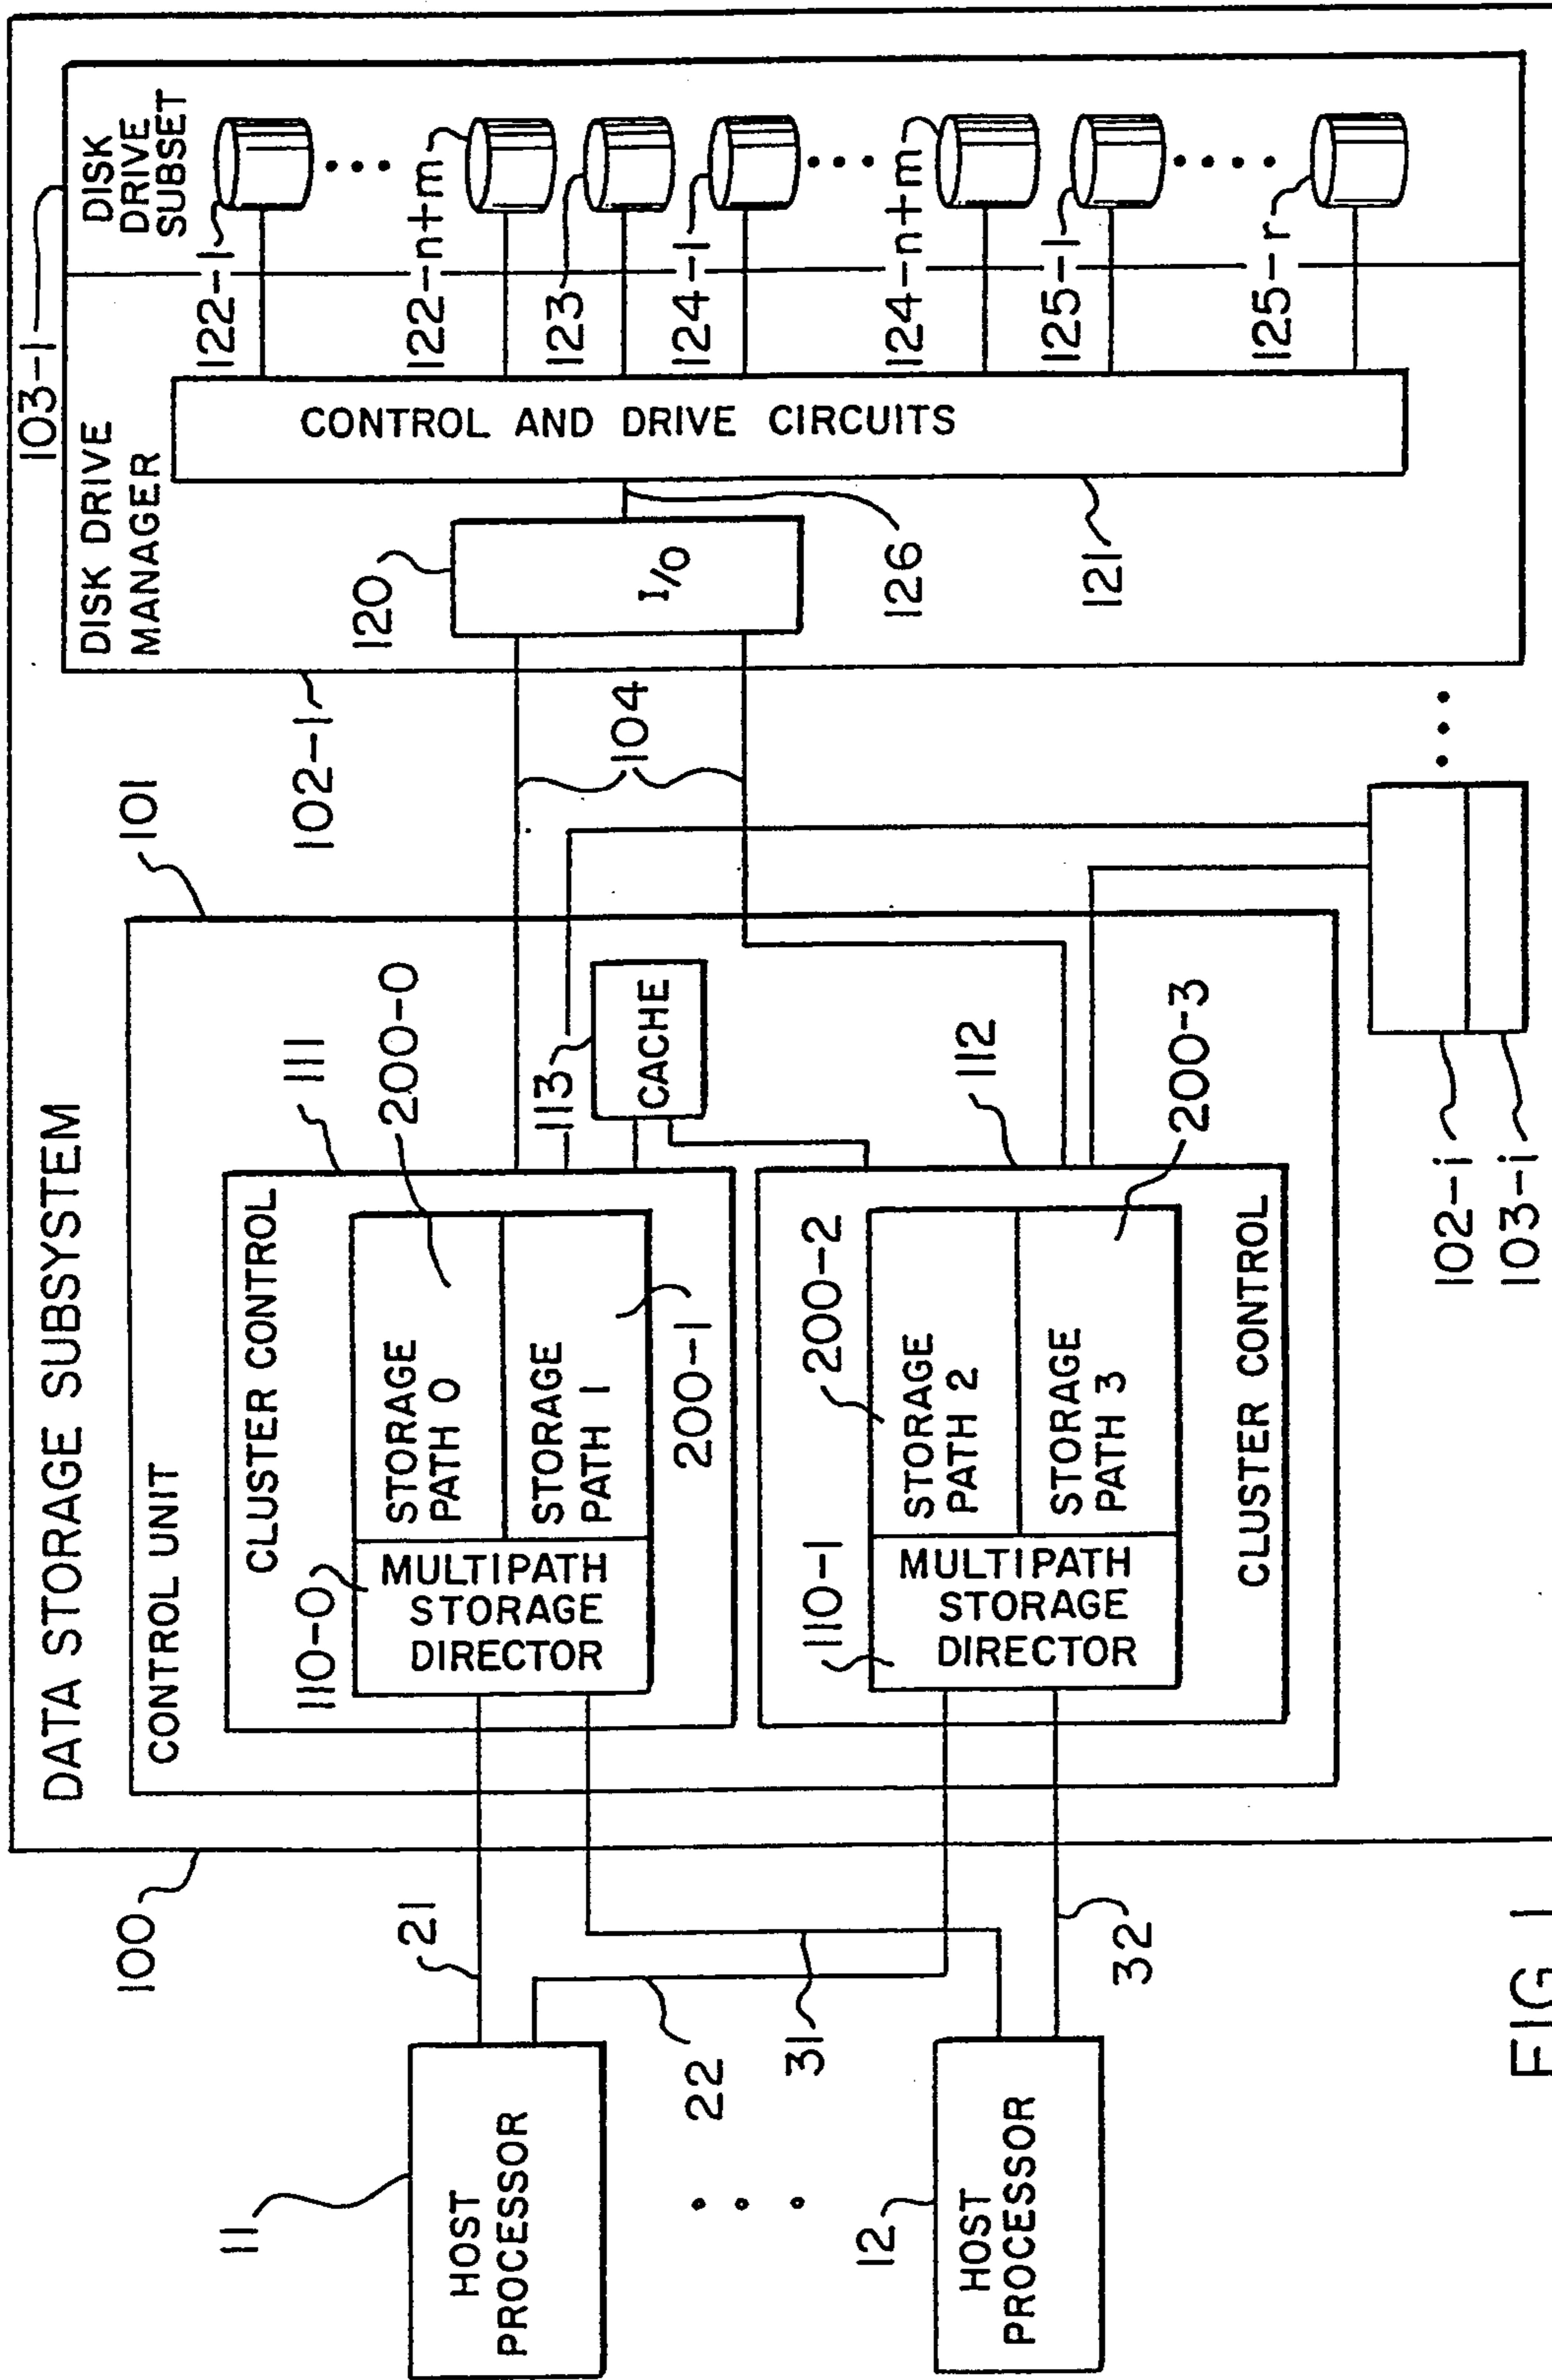 DATA STORAGE SUBSYSTEM
100
CONTROL UNIT
101
CLUSTER CONTROL
111
110-0
MULTIPATH
STORAGE
DIRECTOR
STORAGE
PATH 0
200-0
STORAGE
PATH 1
200-1
113
CACHE
110-1
MULTIPATH
STORAGE
DIRECTOR
STORAGE
PATH 2
200-2
STORAGE
PATH 3
200-3
112
CLUSTER CONTROL
11
HOST
PROCESSOR
12
HOST
PROCESSOR
21
22
31
32
104
102-1
DISK DRIVE
MANAGER
103-1
DISK
DRIVE
SUBSET
120
I/O
126
CONTROL AND DRIVE CIRCUITS
121
122-1
122-n+m
123
124-1
124-n+m
125-1
125-r
102-i
103-i
FIG. 1